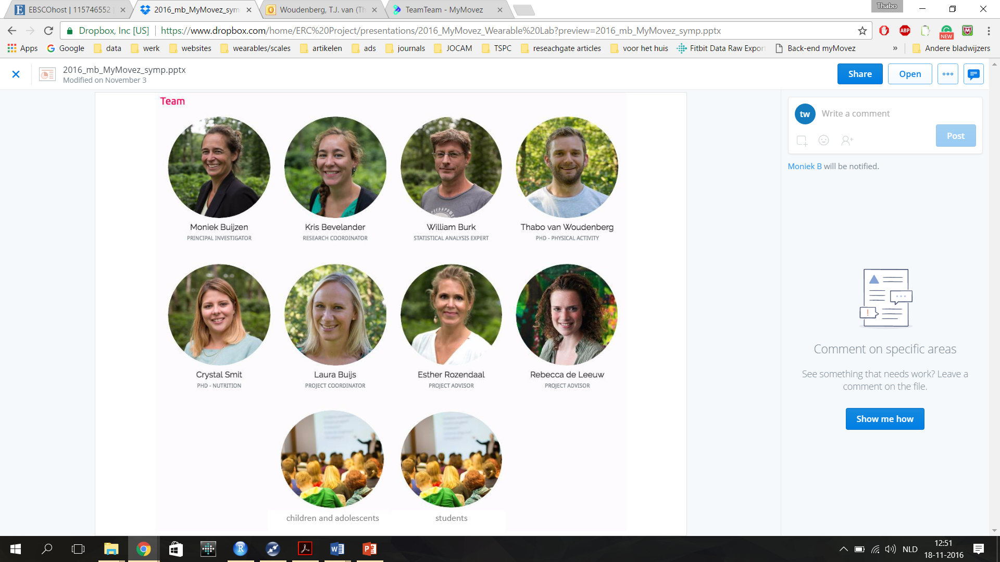 Thabo
EBSCOhost | 115746552 |
2016_mb_MyMovez_sym
Woudenberg, T.J. van (Th
TeamTeam - MyMovez
Dropbox, Inc [US] https://www.dropbox.com/home/ERC%20Project/presentations/2016_MyMovez_Wearable%20Lab?preview=2016_mb_MyMovez_symp.pptx
ABP
NEW
Apps Google data werk websites wearables/scales artikelen ads journals JOCAM TSPC reseachgate articles voor het huis Fitbit Data Raw Expor Back-end myMovez » Andere bladwijzers
2016_mb_MyMovez_symp.pptx
Modified on November 3
Share
Open
Team
Moniek Buijzen
PRINCIPAL INVESTIGATOR
Kris Bevelander
RESEARCH COORDINATOR
William Burk
STATISTICAL ANALYSIS EXPERT
Thabo van Woudenberg
PHD - PHYSICAL ACTIVITY
Crystal Smit
PHD - NUTRITION
Laura Buijs
PROJECT COORDINATOR
Esther Rozendaal
PROJECT ADVISOR
Rebecca de Leeuw
PROJECT ADVISOR
children and adolescents
students
tw
Write a comment
Post
Moniek B will be notified.
Comment on specific areas
See something that needs work? Leave a
comment on the file.
Show me how
NLD
12:51
18-11-2016